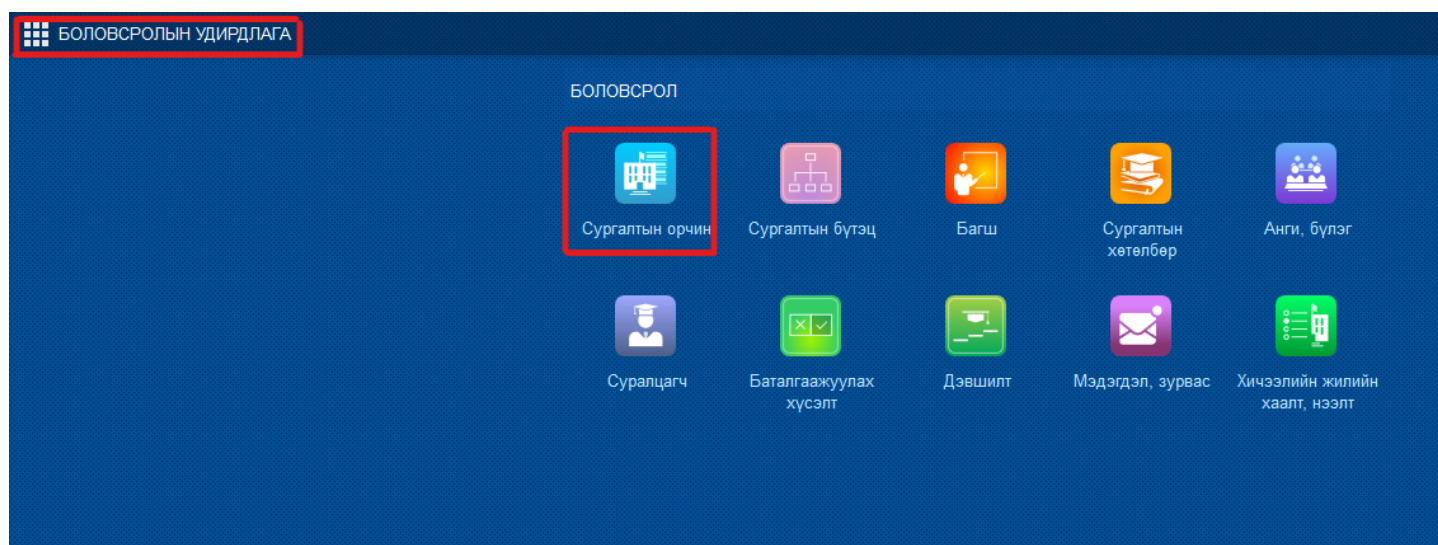 БОЛОВСРОЛЫН УДИРДЛАГА
БОЛОВСРОЛ
Сургалтын орчин
Сургалтын бүтэц
Багш
Сургалтын
хөтөлбөр
Анги, бүлэг
Суралцагч
Баталгаажуулах
хүсэлт
Дэвшилт
Мэдэгдэл, зурвас
Хичээлийн жилийн
хаалт, нээлт